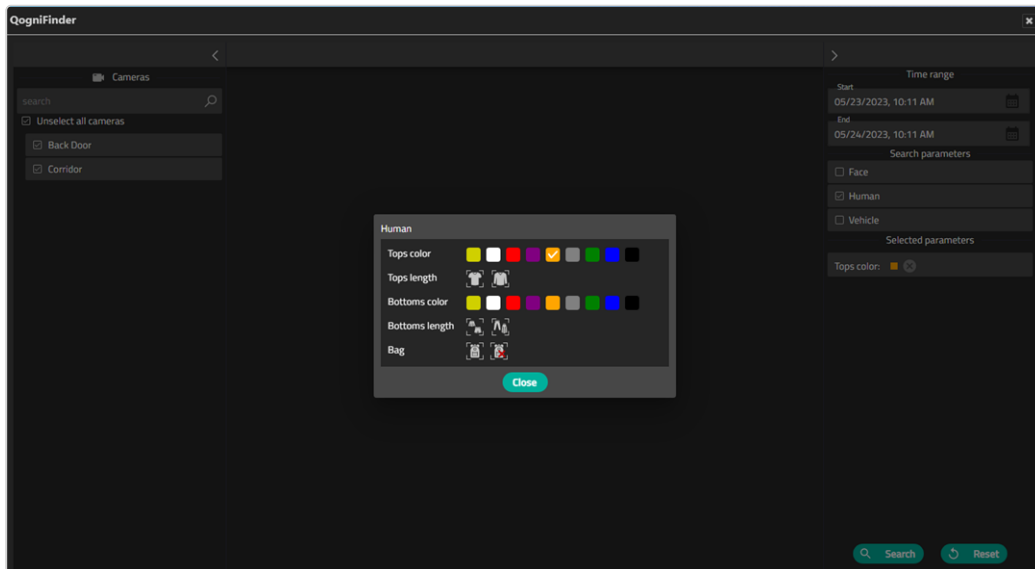 QogniFinder
Cameras
search
Unselect all cameras
Back Door
Corridor
Human
Tops color
Tops length
Bottoms color
Bottoms length
Bag
Close
Time range
Start
05/23/2023, 10:11 AM
End
05/24/2023, 10:11 AM
Search parameters
Face
Human
Vehicle
Selected parameters
Tops color:
Search
Reset